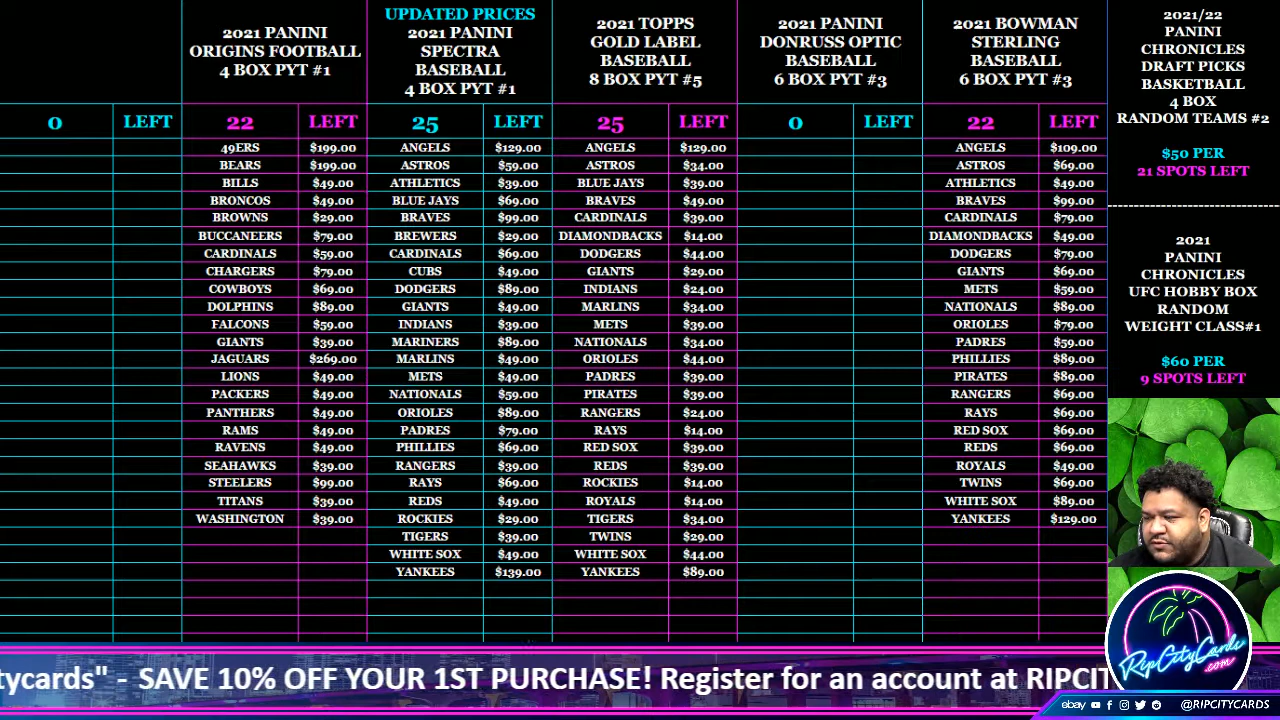 2021 PANINI
ORIGINS FOOTBALL
4 BOX PYT #1
UPDATED PRICES
2021 PANINI
SPECTRA
BASEBALL
4 BOX PYT #1
2021 TOPPS
GOLD LABEL
BASEBALL
8 BOX PYT #5
2021 PANINI
DONRUSS OPTIC
BASEBALL
6 BOX PYT #3
2021 BOWMAN
STERLING
BASEBALL
6 BOX PYT #3
0 LEFT 22 LEFT 25 LEFT 25 LEFT 0 LEFT 22 LEFT
49ERS $199.00 ANGELS $129.00 ANGELS $129.00 ANGELS $109.00
BEARS $199.00 ASTROS $59.00 ASTROS $34.00 ASTROS $69.00
BILLS $49.00 ATHLETICS $39.00 BLUE JAYS $39.00 ATHLETICS $49.00
BRONCOS $49.00 BLUE JAYS $69.00 BRAVES $49.00 BRAVES $99.00
BROWNS $29.00 BRAVES $99.00 CARDINALS $39.00 CARDINALS $79.00
BUCCANEERS $79.00 BREWERS $29.00 DIAMONDBACKS $14.00 DIAMONDBACKS $49.00
CARDINALS $59.00 CARDINALS $69.00 DODGERS $44.00 DODGERS $79.00
CHARGERS $79.00 CUBS $49.00 GIANTS $29.00 GIANTS $69.00
COWBOYS $69.00 DODGERS $89.00 INDIANS $24.00 METS $59.00
DOLPHINS $89.00 GIANTS $49.00 MARLINS $34.00 NATIONALS $89.00
FALCONS $59.00 INDIANS $39.00 METS $39.00 ORIOLES $79.00
GIANTS $39.00 MARINERS $89.00 NATIONALS $34.00 PADRES $59.00
JAGUARS $269.00 MARLINS $49.00 ORIOLES $44.00 PHILLIES $89.00
LIONS $49.00 METS $49.00 PADRES $39.00 PIRATES $89.00
PACKERS $49.00 NATIONALS $59.00 PIRATES $39.00 RANGERS $69.00
PANTHERS $49.00 ORIOLES $89.00 RANGERS $24.00 RAYS $69.00
RAMS $49.00 PADRES $79.00 RAYS $14.00 RED SOX $69.00
RAVENS $49.00 PHILLIES $69.00 RED SOX $39.00 REDS $69.00
SEAHAWKS $39.00 RANGERS $39.00 REDS $39.00 ROYALS $49.00
STEELERS $99.00 RAYS $69.00 ROCKIES $14.00 TWINS $69.00
TITANS $39.00 REDS $49.00 ROYALS $14.00 WHITE SOX $89.00
WASHINGTON $39.00 ROCKIES $29.00 TIGERS $34.00 YANKEES $129.00
TIGERS $39.00 TWINS $29.00
WHITE SOX $49.00 WHITE SOX $44.00
YANKEES $139.00 YANKEES $89.00
2021/22
PANINI
CHRONICLES
DRAFT PICKS
BASKETBALL
4 BOX
RANDOM TEAMS #2
$50 PER
21 SPOTS LEFT
2021
PANINI
CHRONICLES
UFC HOBBY BOX
RANDOM
WEIGHT CLASS#1
$60 PER
9 SPOTS LEFT
RipCityCards
.com
tycards" - SAVE 10% OFF YOUR 1ST PURCHASE! Register for an account at RIPCIT
ebay @RIPCITYCARDS